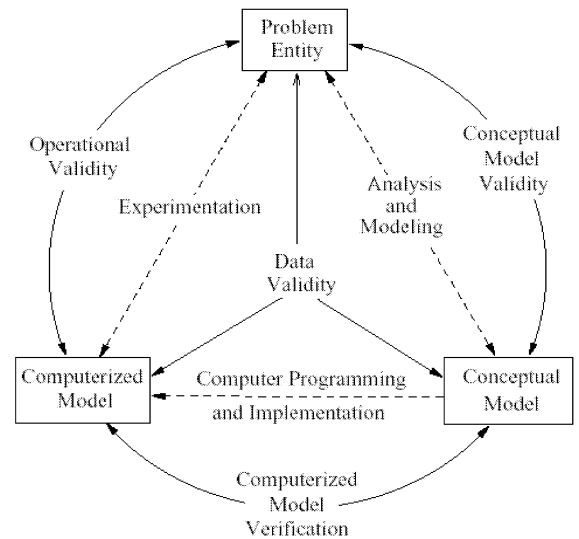 Problem
Entity
Operational
Validity
Conceptual
Model
Validity
Experimentation
Analysis
and
Modeling
Data
Validity
Computerized
Model
Computer Programming
and Implementation
Conceptual
Model
Computerized
Model
Verification